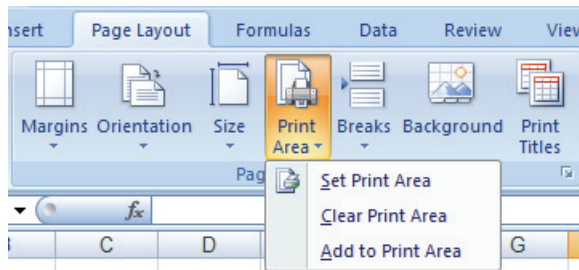 nsert Page Layout Formulas Data Review View
Margins Orientation Size Print Area Breaks Background Print Titles
Pag
Set Print Area
Clear Print Area
Add to Print Area
fx
C D G